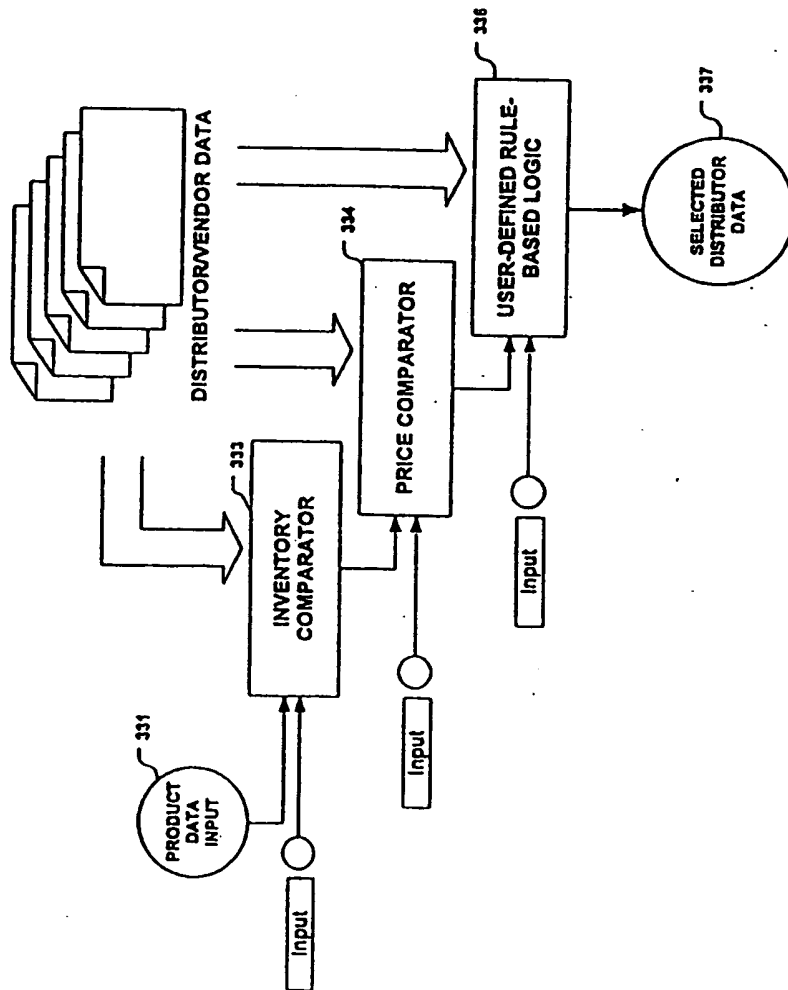 331
PRODUCT
DATA
INPUT
Input
333
INVENTORY
COMPARATOR
DISTRIBUTOR/VENDOR DATA
334
PRICE COMPARATOR
Input
336
USER-DEFINED RULE-
BASED LOGIC
Input
337
SELECTED
DISTRIBUTOR
DATA